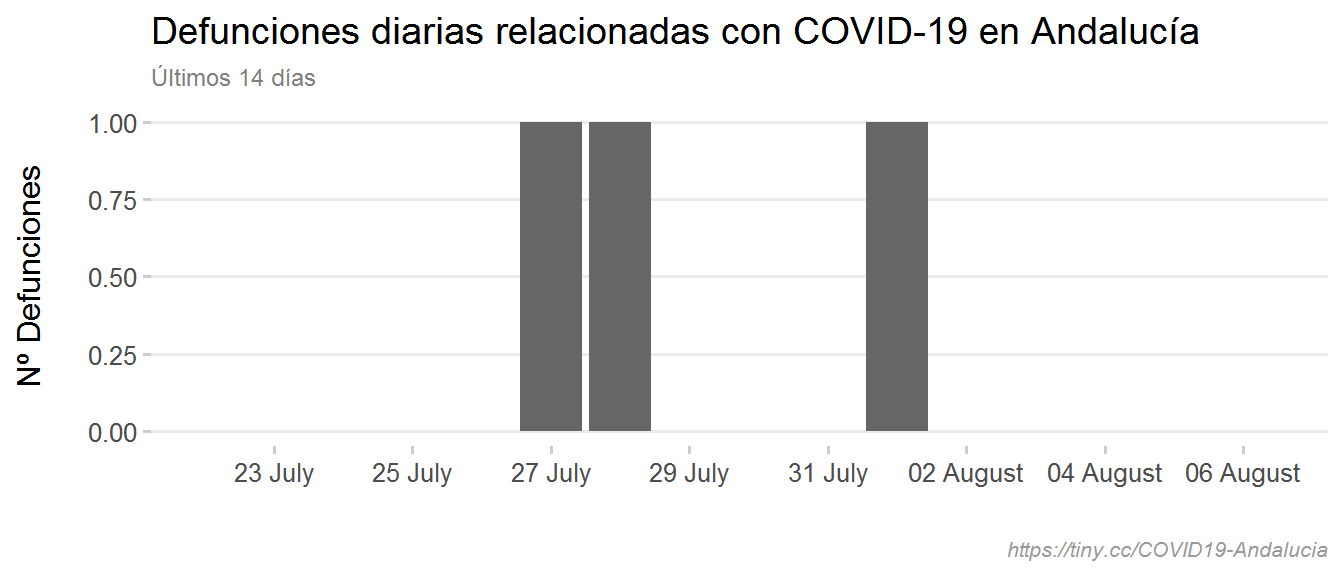 Defunciones diarias relacionadas con COVID-19 en Andalucía
Últimos 14 días
Nº Defunciones
1.00
0.75
0.50
0.25
0.00
23 July 25 July 27 July 29 July 31 July 02 August 04 August 06 August
https://tiny.cc/COVID19-Andalucia